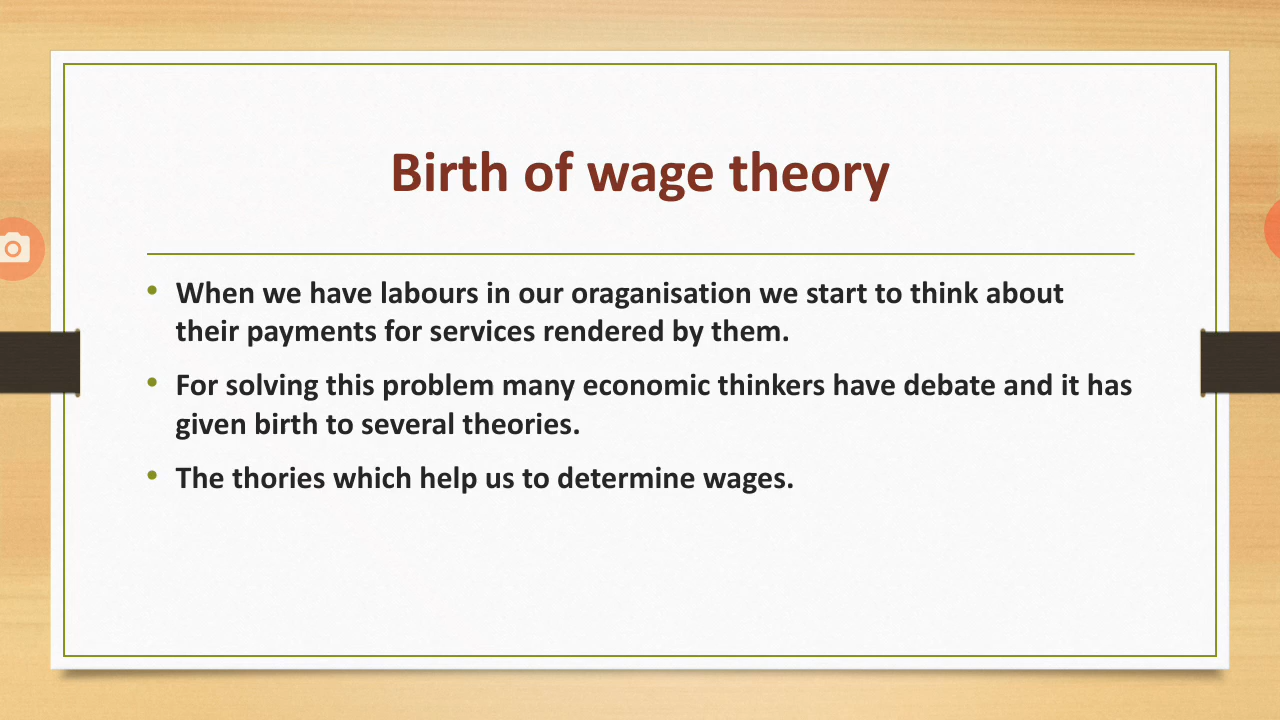 Birth of wage theory
• When we have labours in our oraganisation we start to think about
their payments for services rendered by them.
• For solving this problem many economic thinkers have debate and it has
given birth to several theories.
• The thories which help us to determine wages.